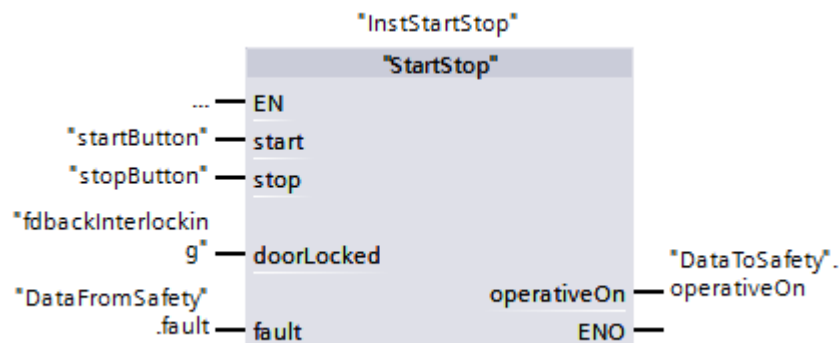 "InstStartStop"
"StartStop"
... EN
"startButton" start
"stopButton" stop
"fdbackInterlockin
g" doorLocked
"DataToSafety".
operativeOn operativeOn
"DataFromSafety"
.fault fault
ENO